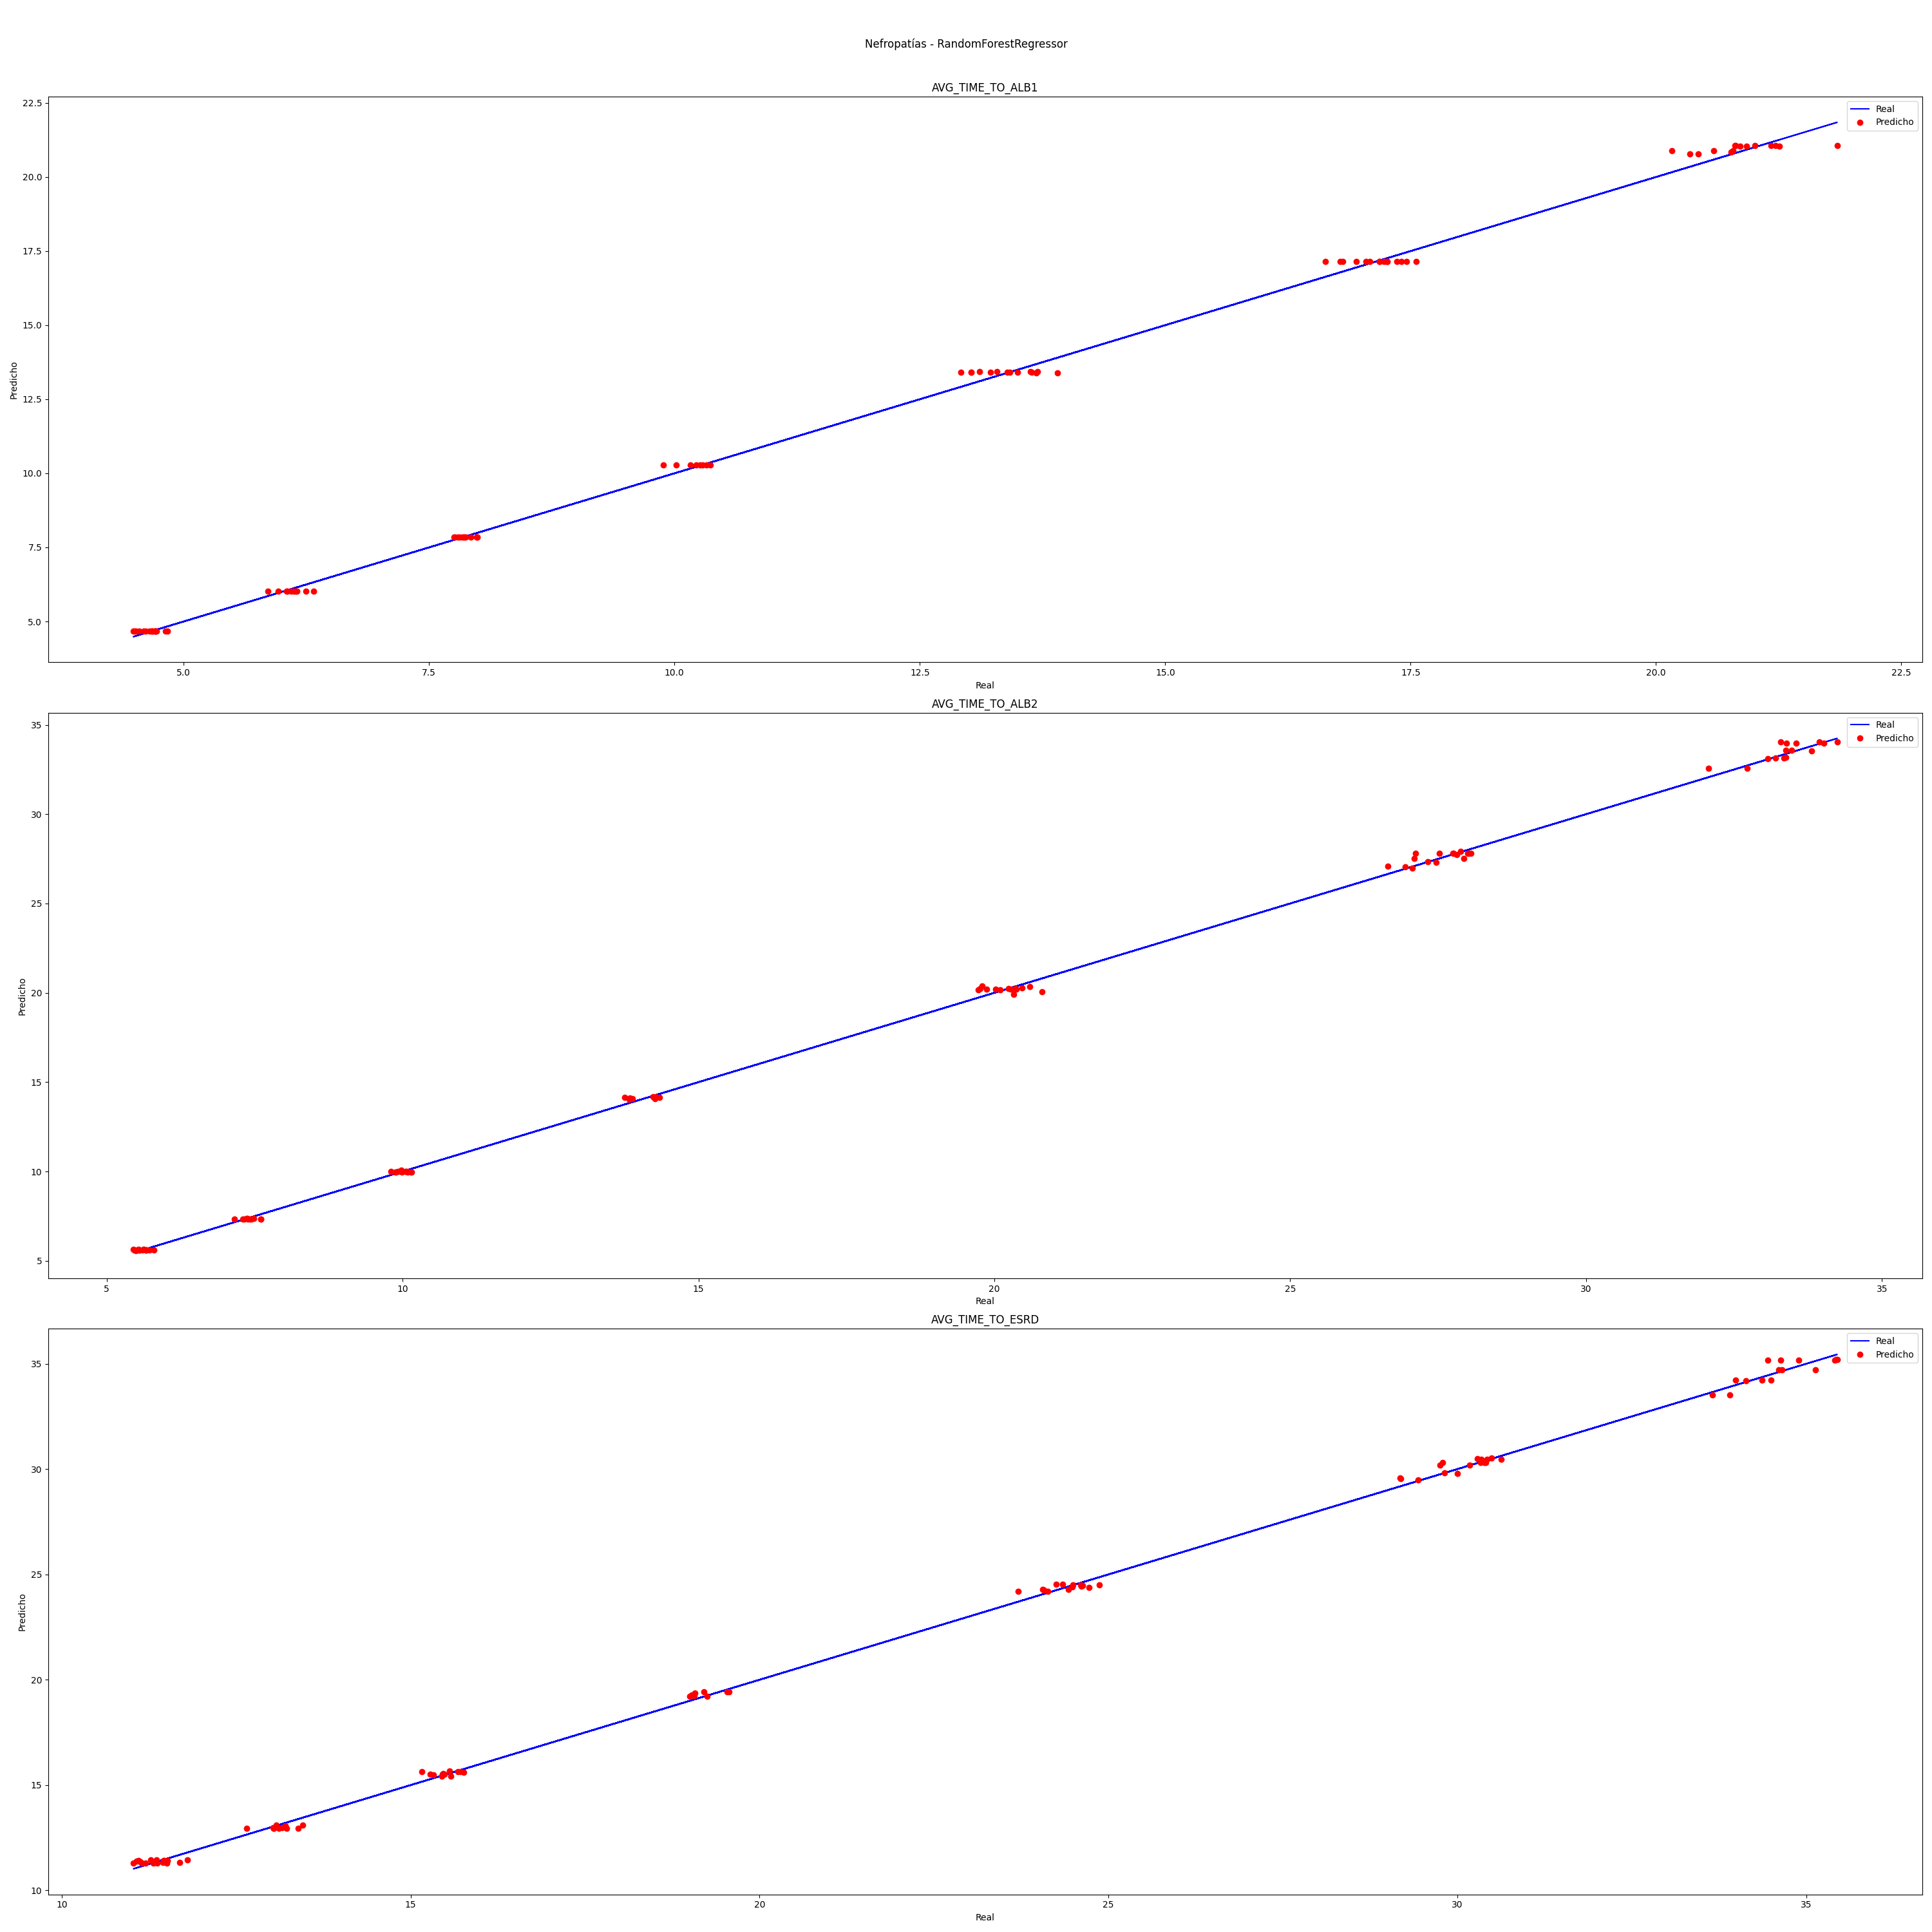 Nefropatías - RandomForestRegressor
AVG_TIME_TO_ALB1
22.5
20.0
17.5
15.0
12.5
10.0
7.5
5.0
Predicho
Real
Predicho
5.0 7.5 10.0 12.5 15.0 17.5 20.0 22.5
Real
AVG_TIME_TO_ALB2
35
30
25
20
15
10
5
Predicho
Real
Predicho
5 10 15 20 25 30 35
Real
AVG_TIME_TO_ESRD
35
30
25
20
15
10
Predicho
Real
Predicho
10 15 20 25 30 35
Real